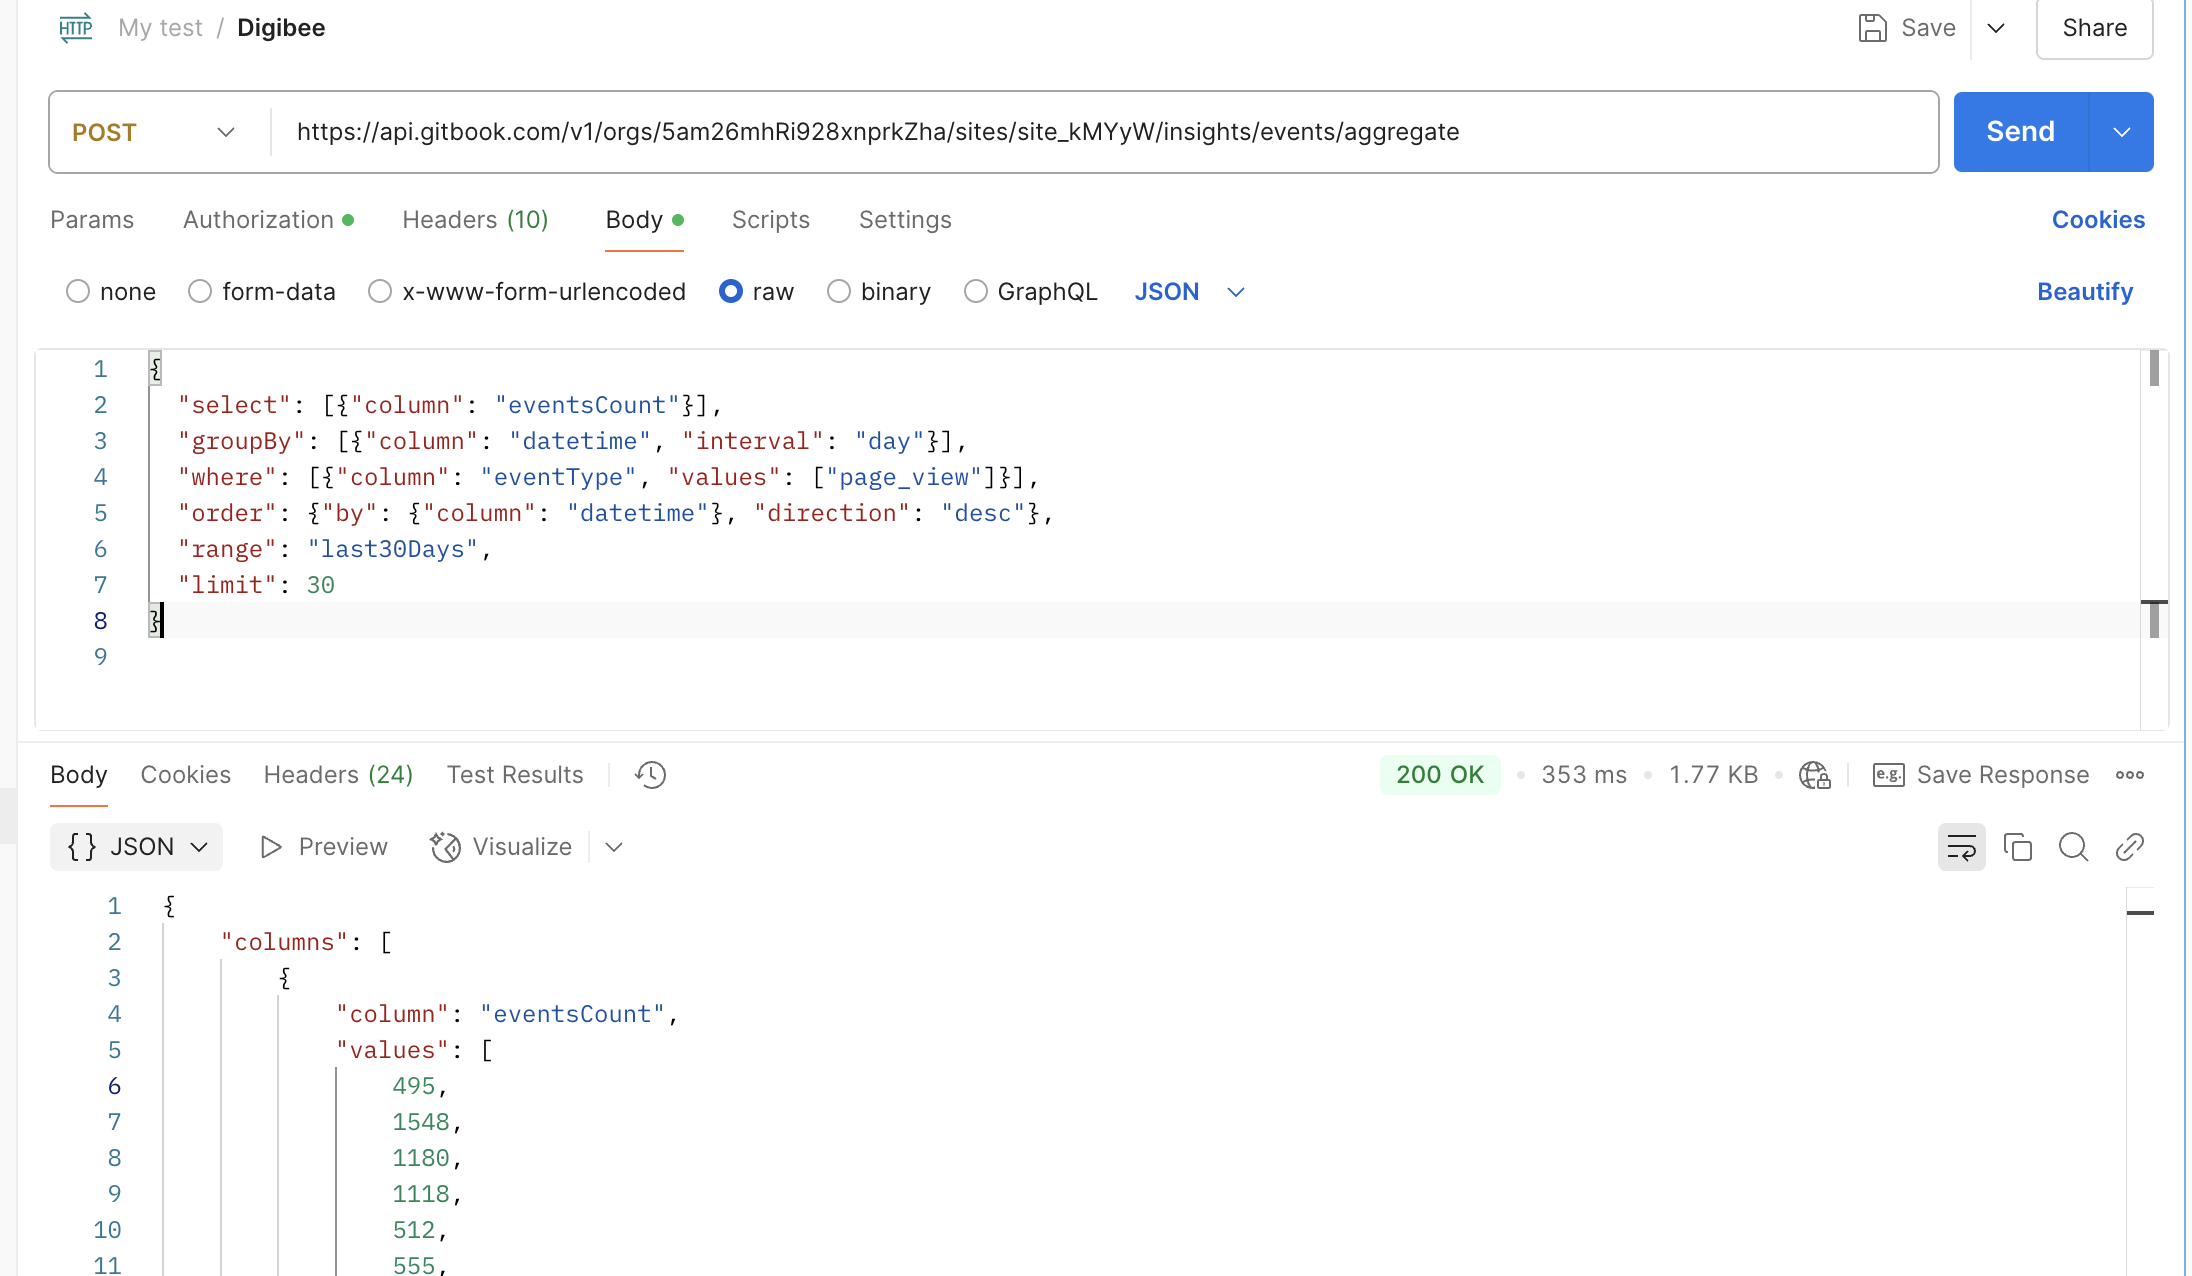 HTTP My test / Digibee Save Share
POST https://api.gitbook.com/v1/orgs/5am26mhRi928xnprkZha/sites/site_kMYyW/insights/events/aggregate Send
Params Authorization Headers (10) Body Scripts Settings Cookies
none form-data x-www-form-urlencoded raw binary GraphQL JSON Beautify
1 {
2 "select": [{"column": "eventsCount"}],
3 "groupBy": [{"column": "datetime", "interval": "day"}],
4 "where": [{"column": "eventType", "values": ["page_view"]}],
5 "order": {"by": {"column": "datetime"}, "direction": "desc"},
6 "range": "last30Days",
7 "limit": 30
8 }
9
Body Cookies Headers (24) Test Results 200 OK 353 ms 1.77 KB e.g. Save Response
{} JSON Preview Visualize
1 {
2 "columns": [
3 {
4 "column": "eventsCount",
5 "values": [
6 495,
7 1548,
8 1180,
9 1118,
10 512,
11 555,